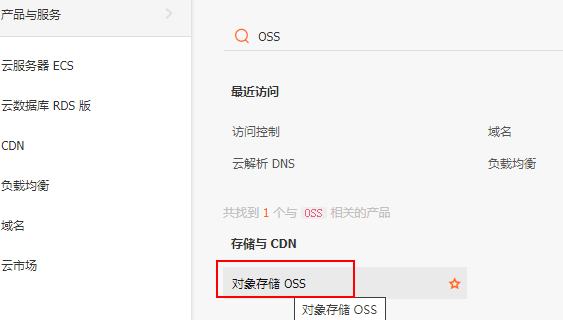 产品与服务
云服务器 ECS
云数据库 RDS 版
CDN
负载均衡
域名
云市场
OSS
最近访问
访问控制 域名
云解析 DNS 负载均衡
共找到 1 个与 OSS 相关的产品
存储与 CDN
对象存储 OSS
对象存储 OSS